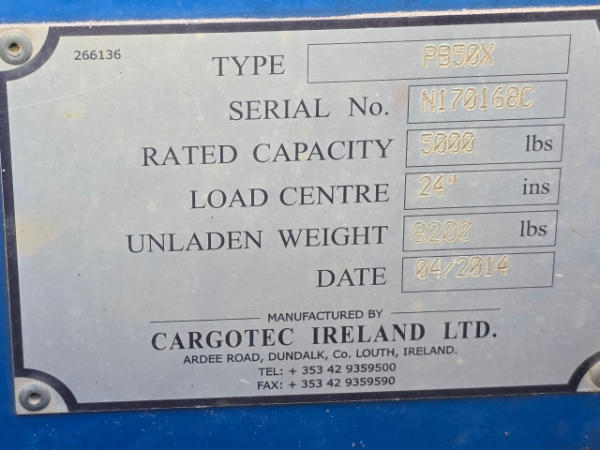 266136
TYPE PB50X
SERIAL No. N170168C
RATED CAPACITY 5000 lbs
LOAD CENTRE 24" ins
UNLADEN WEIGHT 8200 lbs
DATE 04/2014
MANUFACTURED BY
CARGOTEC IRELAND LTD.
ARDEE ROAD, DUNDALK, Co. LOUTH, IRELAND.
TEL: + 353 42 9359500
FAX: + 353 42 9359590